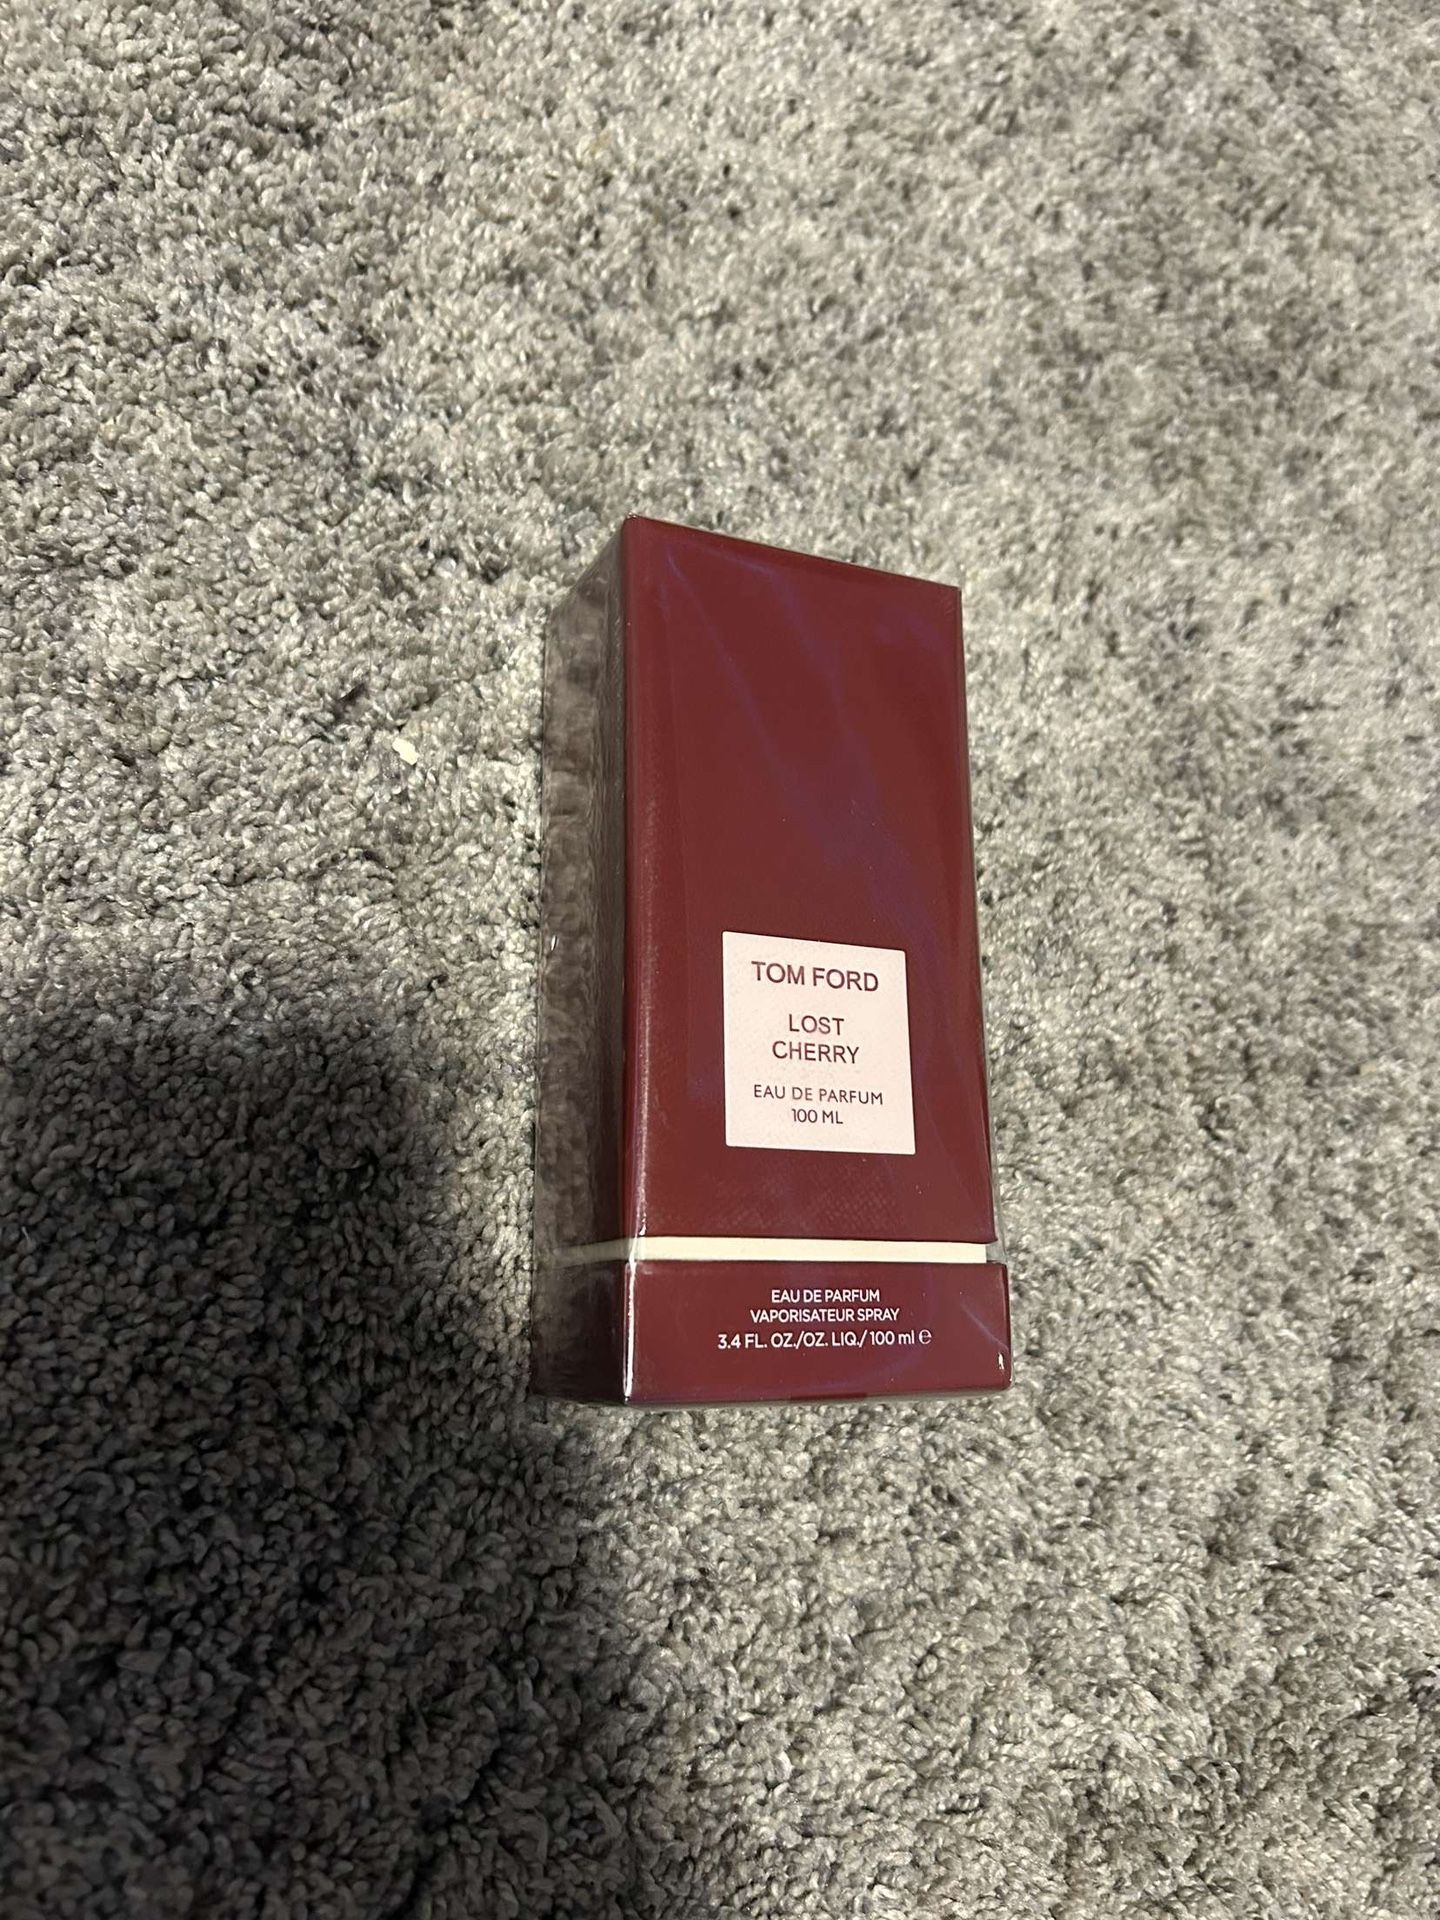 TOM FORD
LOST
CHERRY
EAU DE PARFUM
100 ML
EAU DE PARFUM
VAPORISATEUR SPRAY
3.4 FL. OZ./OZ. LIQ./ 100 ml ℮